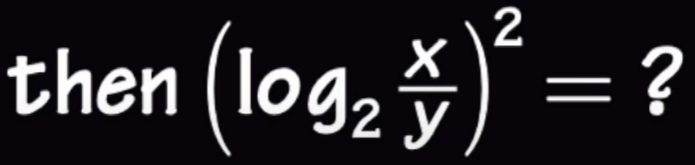 then (log₂ x/y)² = ?